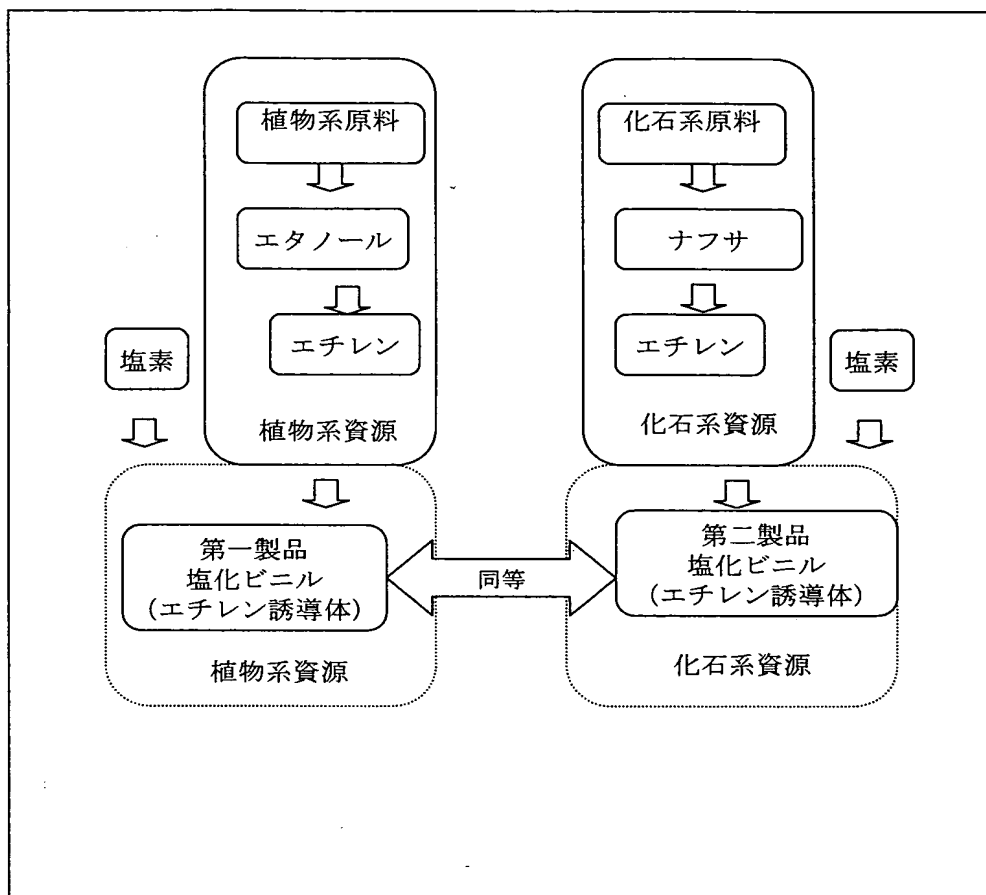 植物系原料
エタノール
エチレン
植物系資源
塩素
第一製品
塩化ビニル
(エチレン誘導体)
植物系資源
同等
化石系原料
ナフサ
エチレン
化石系資源
塩素
第二製品
塩化ビニル
(エチレン誘導体)
化石系資源